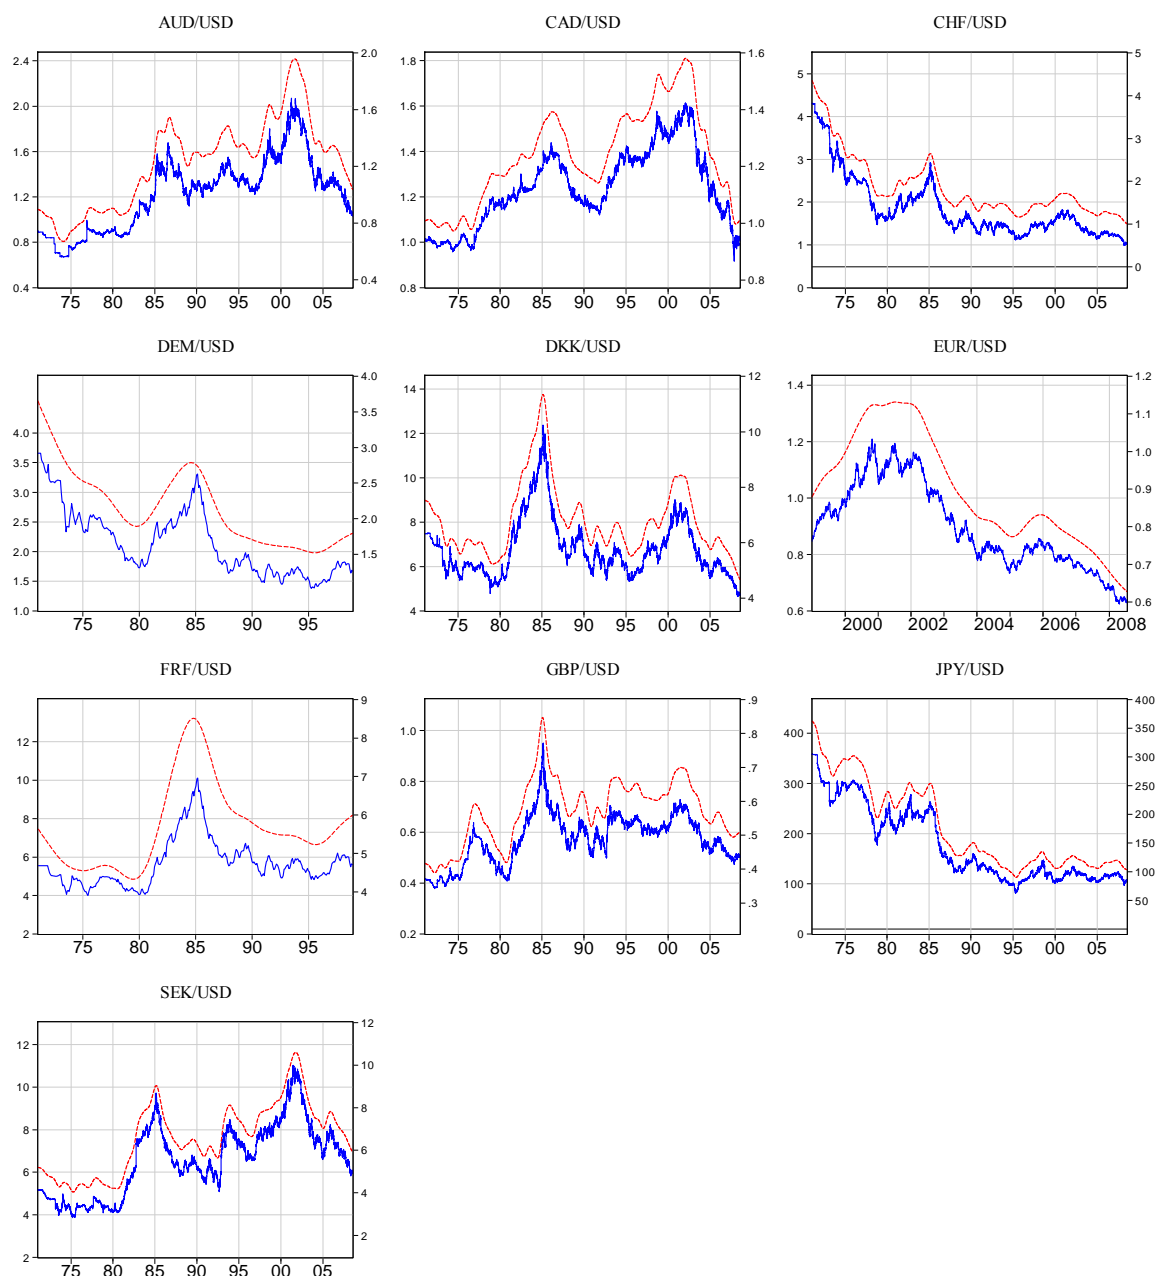 AUD/USD CAD/USD CHF/USD
2.4 2.0 1.6 1.2 0.8 0.4 2.0 1.6 1.2 0.8 0.4 75 80 85 90 95 00 05
1.8 1.6 1.4 1.2 1.0 0.8 1.6 1.4 1.2 1.0 0.8 75 80 85 90 95 00 05
5 4 3 2 1 0 5 4 3 2 1 0 75 80 85 90 95 00 05
DEM/USD DKK/USD EUR/USD
4.0 3.5 3.0 2.5 2.0 1.5 1.0 4.0 3.5 3.0 2.5 2.0 1.5 75 80 85 90 95
14 12 10 8 6 4 12 10 8 6 4 75 80 85 90 95 00 05
1.4 1.2 1.0 0.8 0.6 1.2 1.1 1.0 0.9 0.8 0.7 0.6 2000 2002 2004 2006 2008
FRF/USD GBP/USD JPY/USD
12 10 8 6 4 2 9 8 7 6 5 4 75 80 85 90 95
1.0 0.8 0.6 0.4 0.2 .9 .8 .7 .6 .5 .4 .3 75 80 85 90 95 00 05
400 300 200 100 0 400 350 300 250 200 150 100 50 75 80 85 90 95 00 05
SEK/USD
12 10 8 6 4 2 12 10 8 6 4 2 75 80 85 90 95 00 05